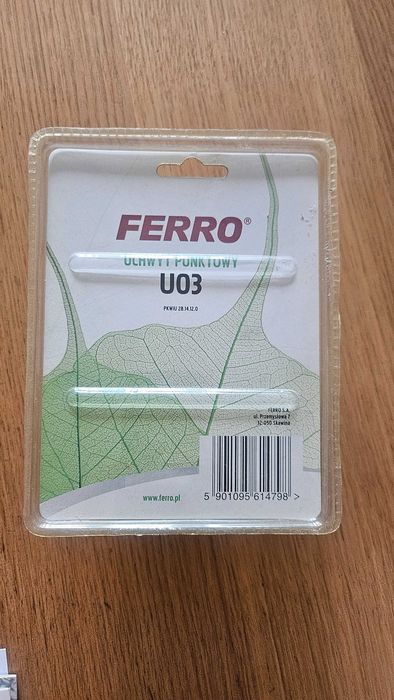 FERRO®
UCHWYT PUNKTOWY
U03
PKWIU 28.14.12.0
FERRO S.A.
ul. Przemysłowa 7
32-050 Skawina
www.ferro.pl
5 901095 614798 >